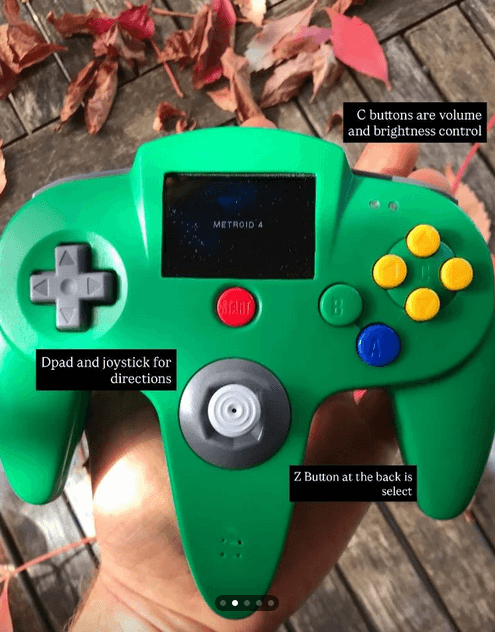 C buttons are volume
and brightness control
METROID 4
START
B
A
Dpad and joystick for
directions
Z Button at the back is
select